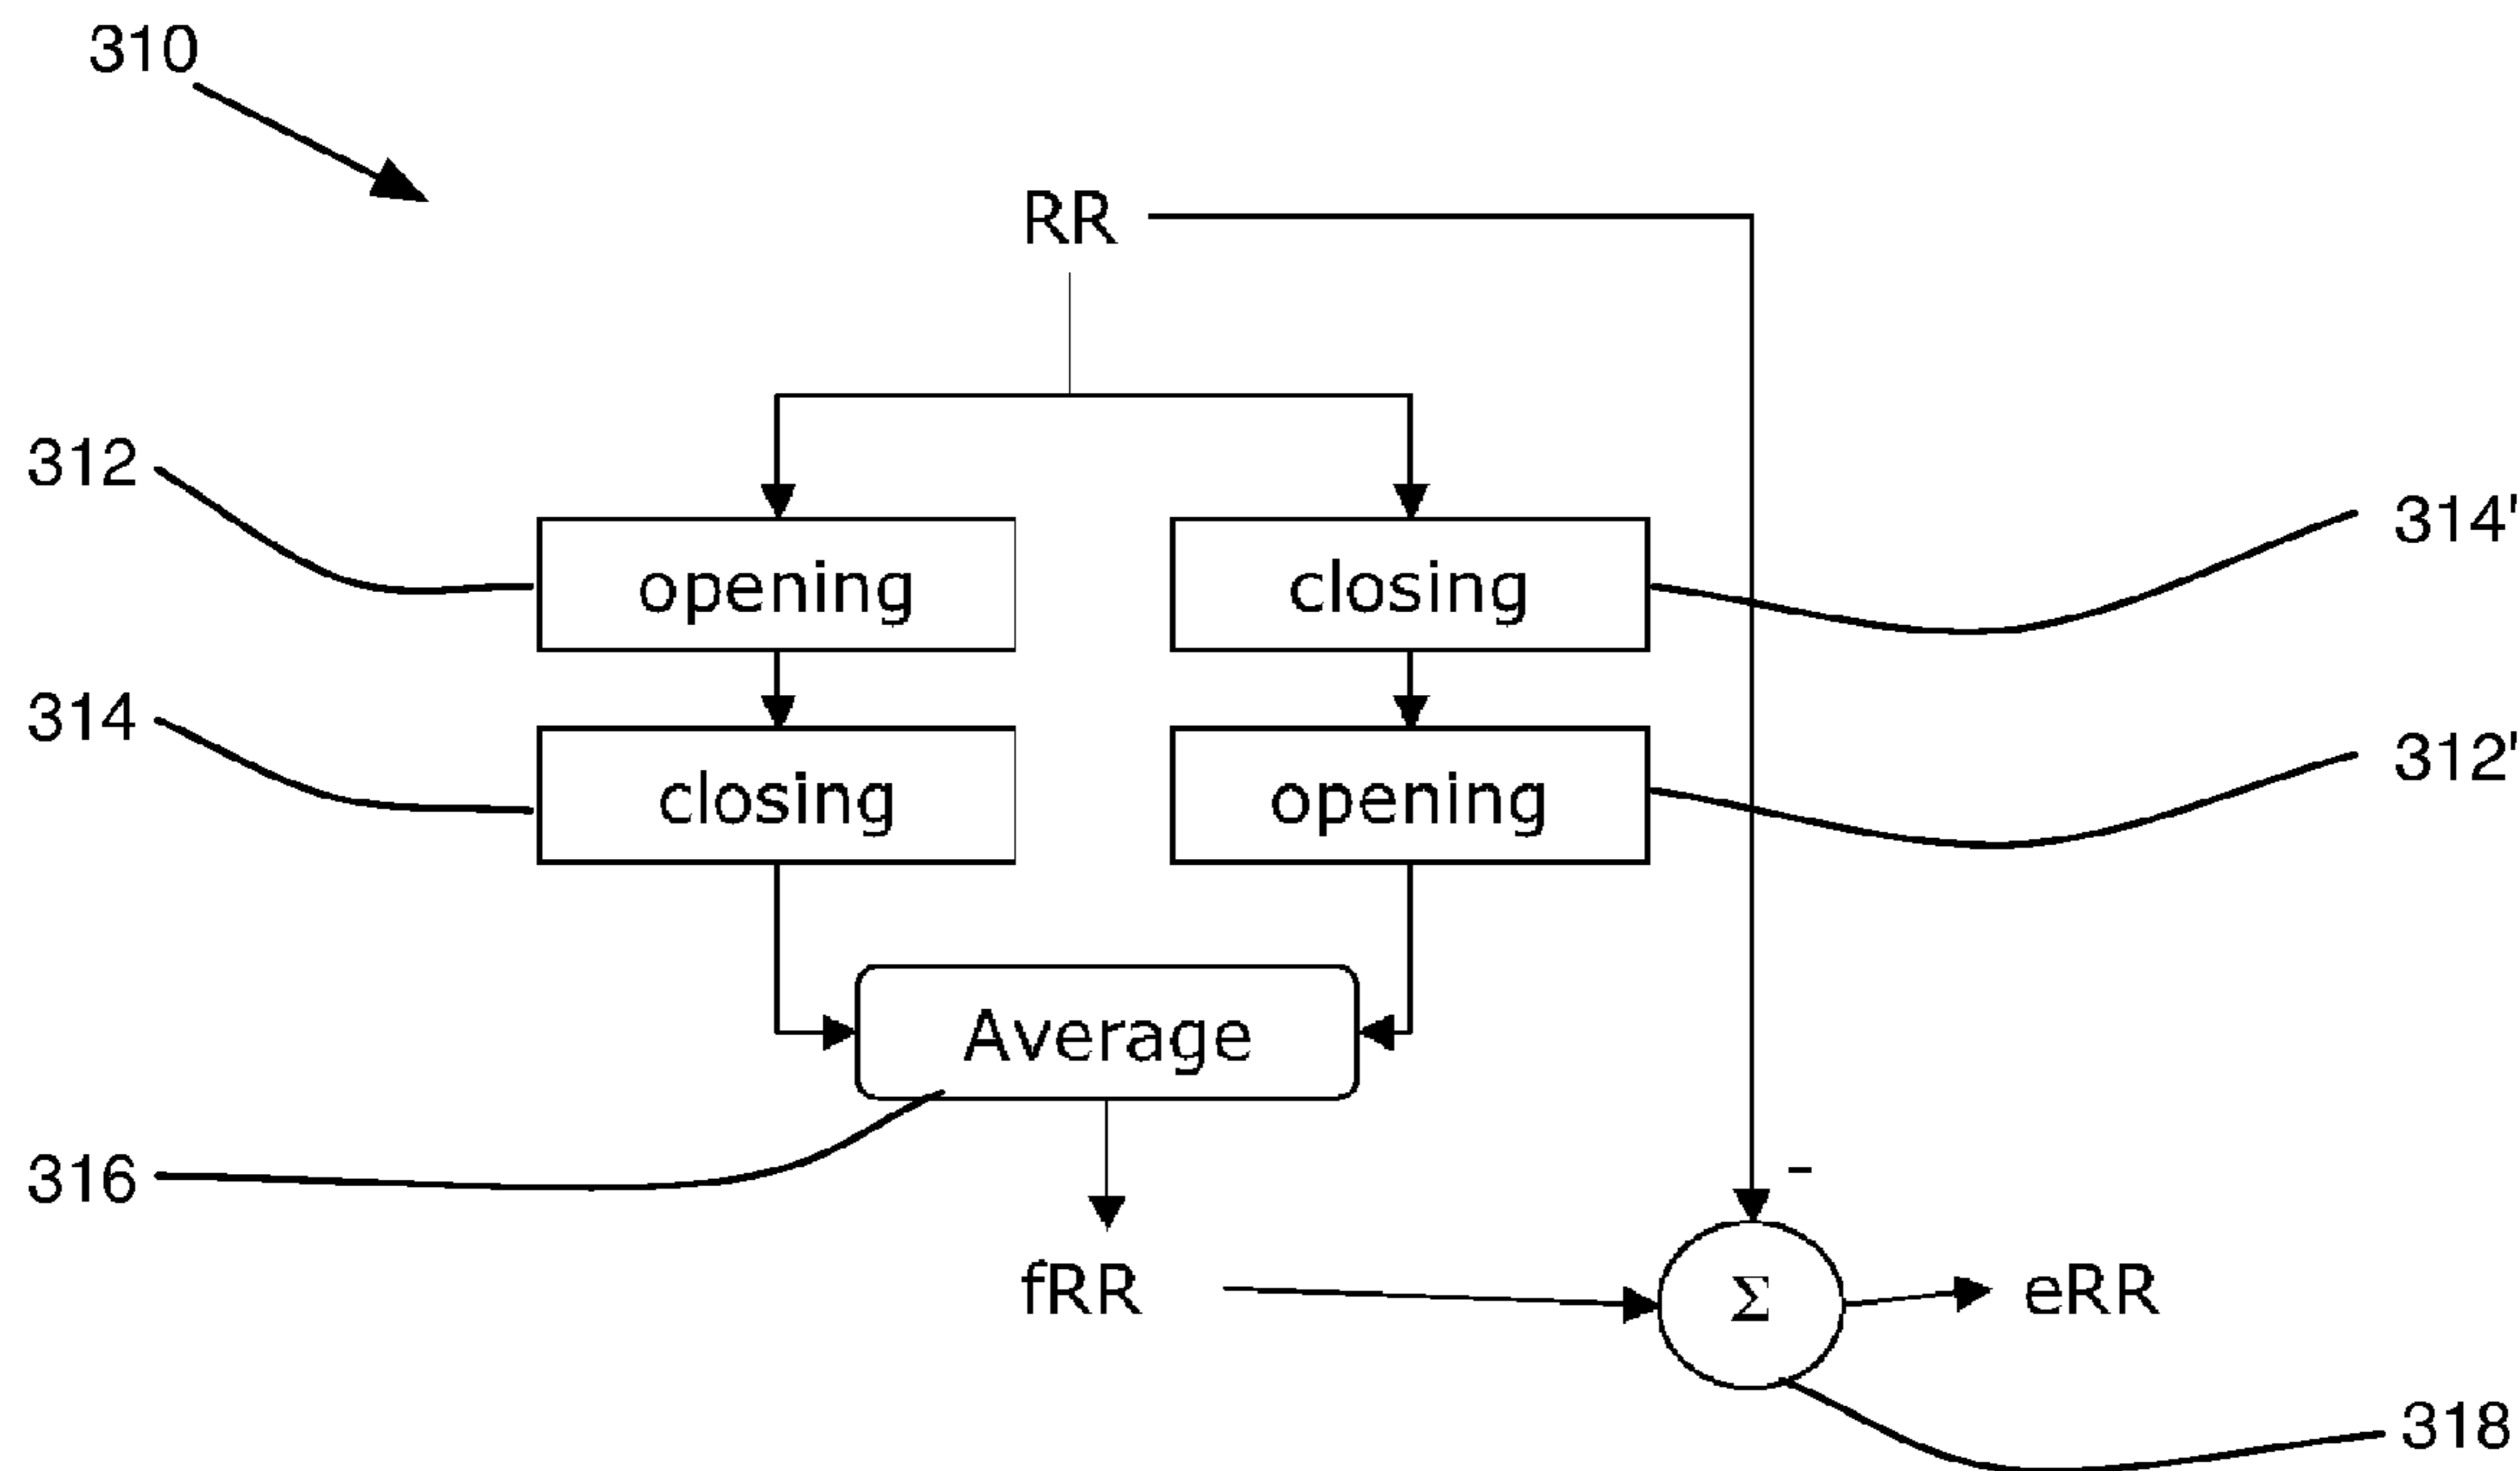 310
RR
312
opening
closing
314'
314
closing
opening
312'
Average
316
-
fRR
Σ
eRR
318